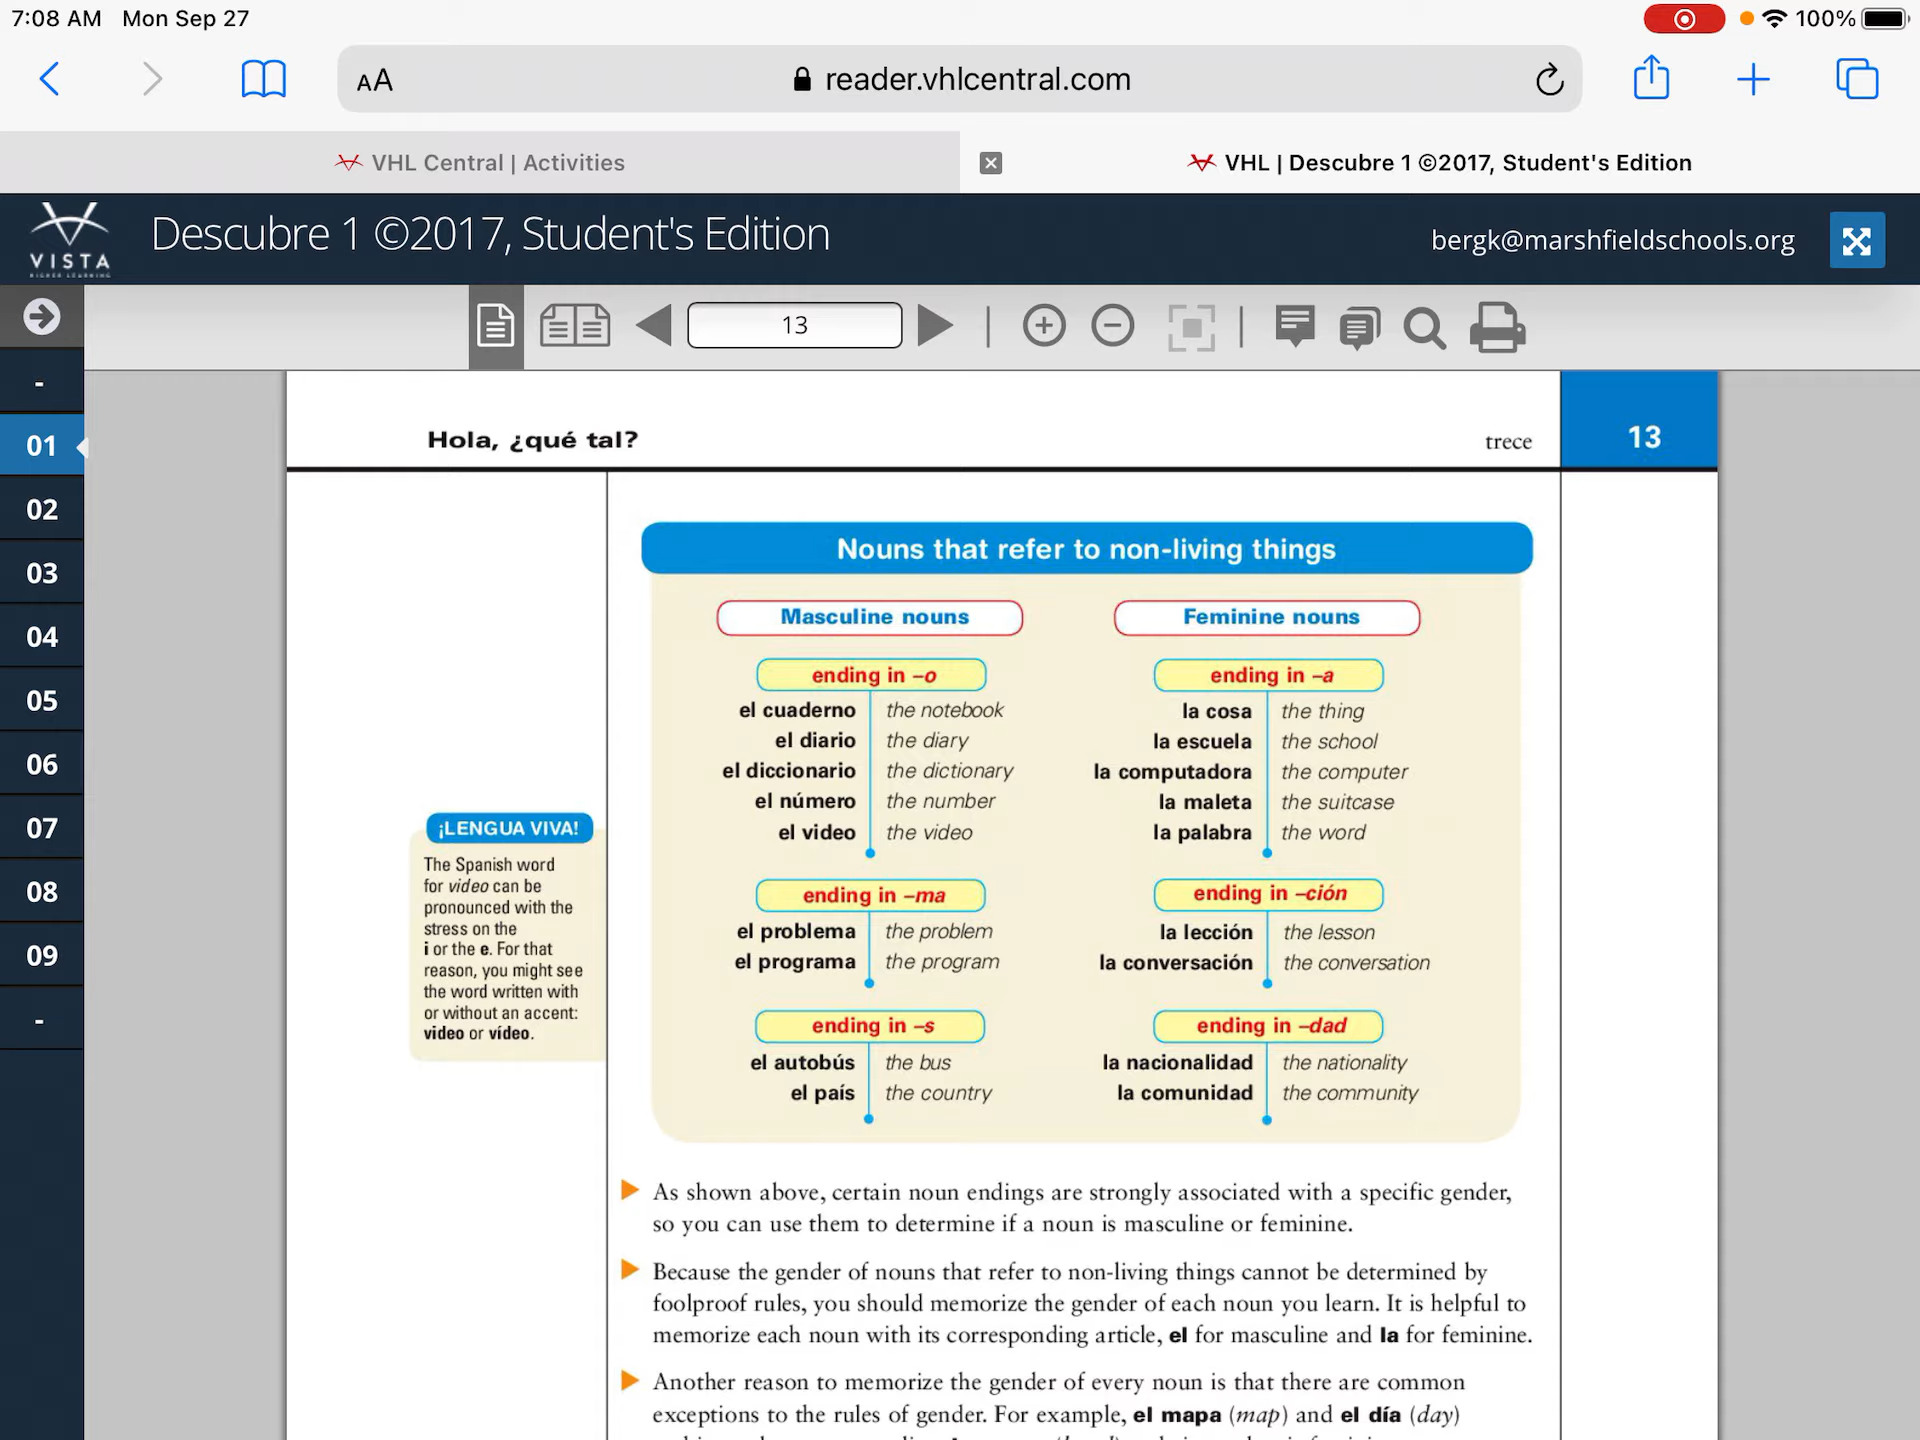 7:08 AM Mon Sep 27
100%
AA
reader.vhlcentral.com
VHL Central | Activities
VHL | Descubre 1 ©2017, Student's Edition
VISTA
HIGHER LEARNING
Descubre 1 ©2017, Student's Edition
bergk@marshfieldschools.org
13
-
01
02
03
04
05
06
07
08
09
-
Hola, ¿qué tal?
trece
13
Nouns that refer to non-living things
Masculine nouns
ending in –o
el cuaderno the notebook
el diario the diary
el diccionario the dictionary
el número the number
el video the video
ending in –ma
el problema the problem
el programa the program
ending in –s
el autobús the bus
el país the country
Feminine nouns
ending in –a
la cosa the thing
la escuela the school
la computadora the computer
la maleta the suitcase
la palabra the word
ending in –ción
la lección the lesson
la conversación the conversation
ending in –dad
la nacionalidad the nationality
la comunidad the community
¡LENGUA VIVA!
The Spanish word
for video can be
pronounced with the
stress on the
i or the e. For that
reason, you might see
the word written with
or without an accent:
video or vídeo.
As shown above, certain noun endings are strongly associated with a specific gender,
so you can use them to determine if a noun is masculine or feminine.
Because the gender of nouns that refer to non-living things cannot be determined by
foolproof rules, you should memorize the gender of each noun you learn. It is helpful to
memorize each noun with its corresponding article, el for masculine and la for feminine.
Another reason to memorize the gender of every noun is that there are common
exceptions to the rules of gender. For example, el mapa (map) and el día (day)